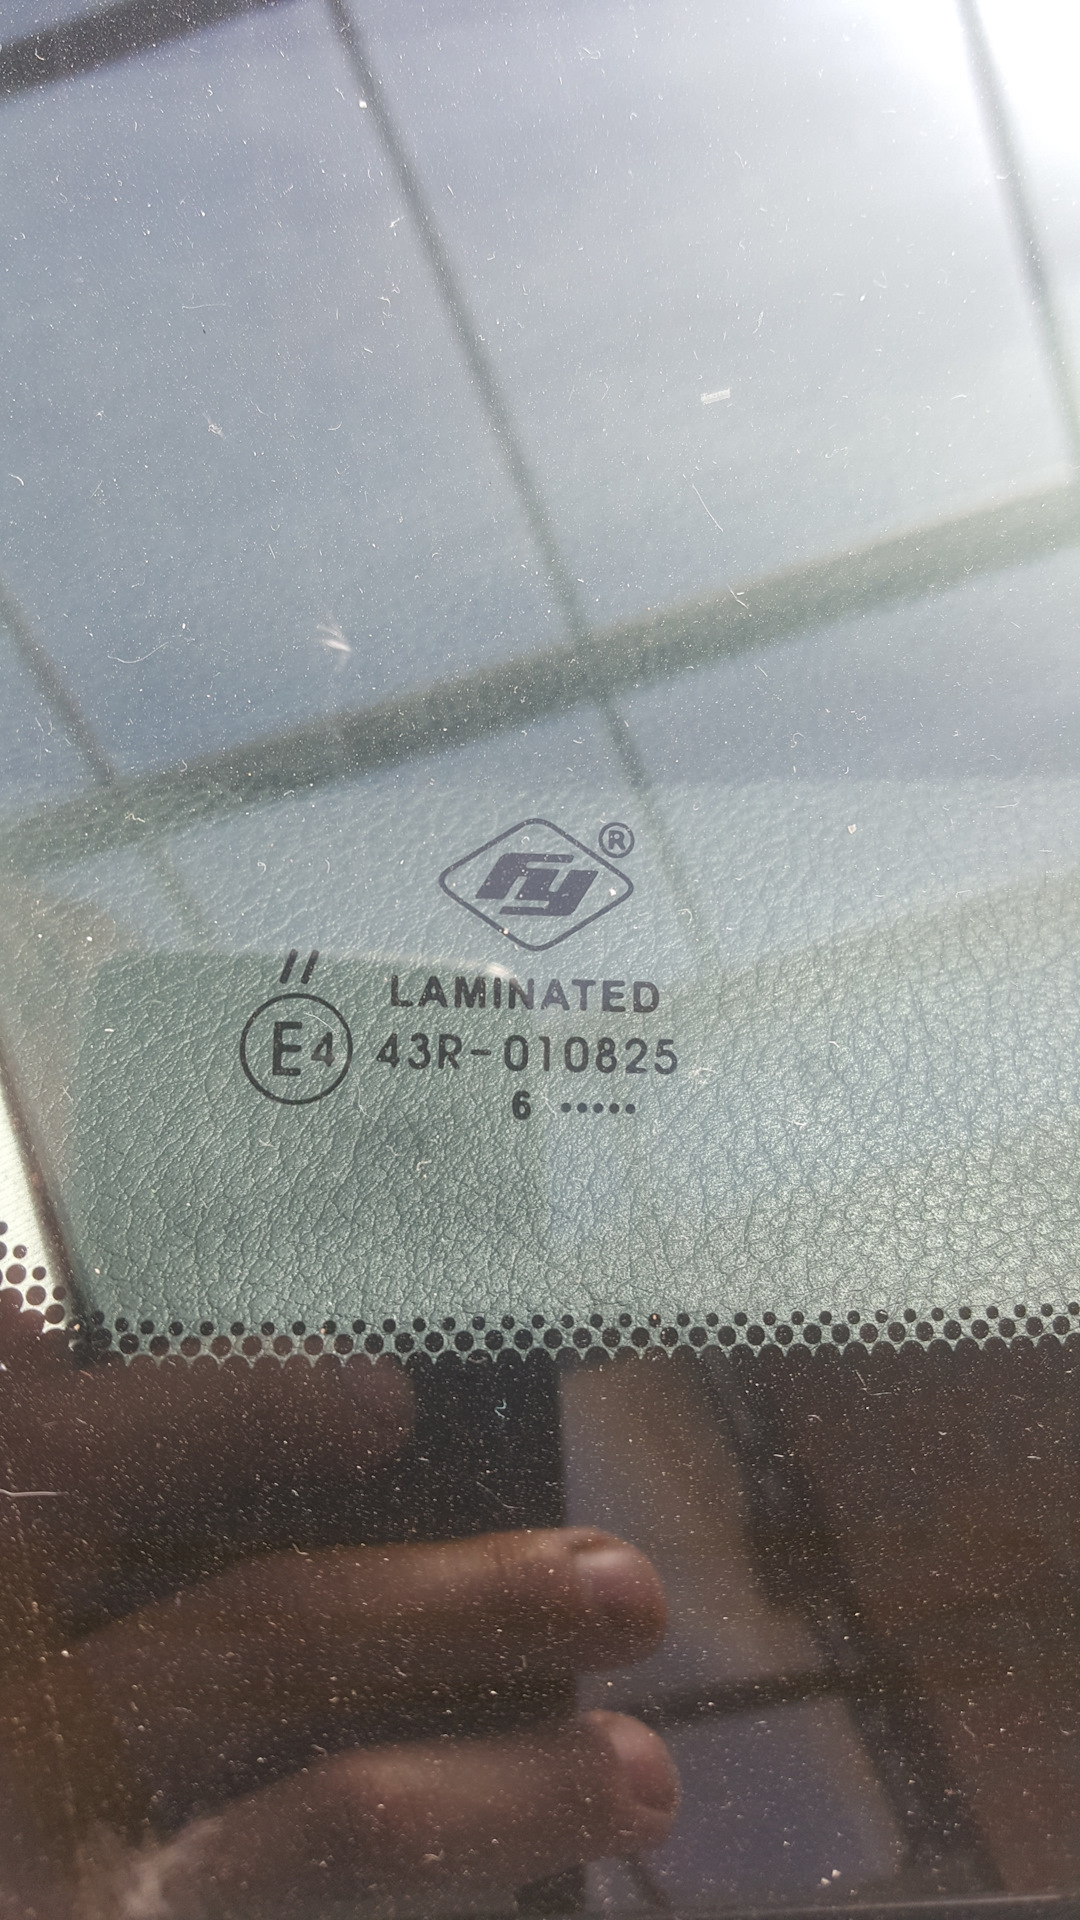 FY ®
//
LAMINATED
E4 43R-010825
6 •••••